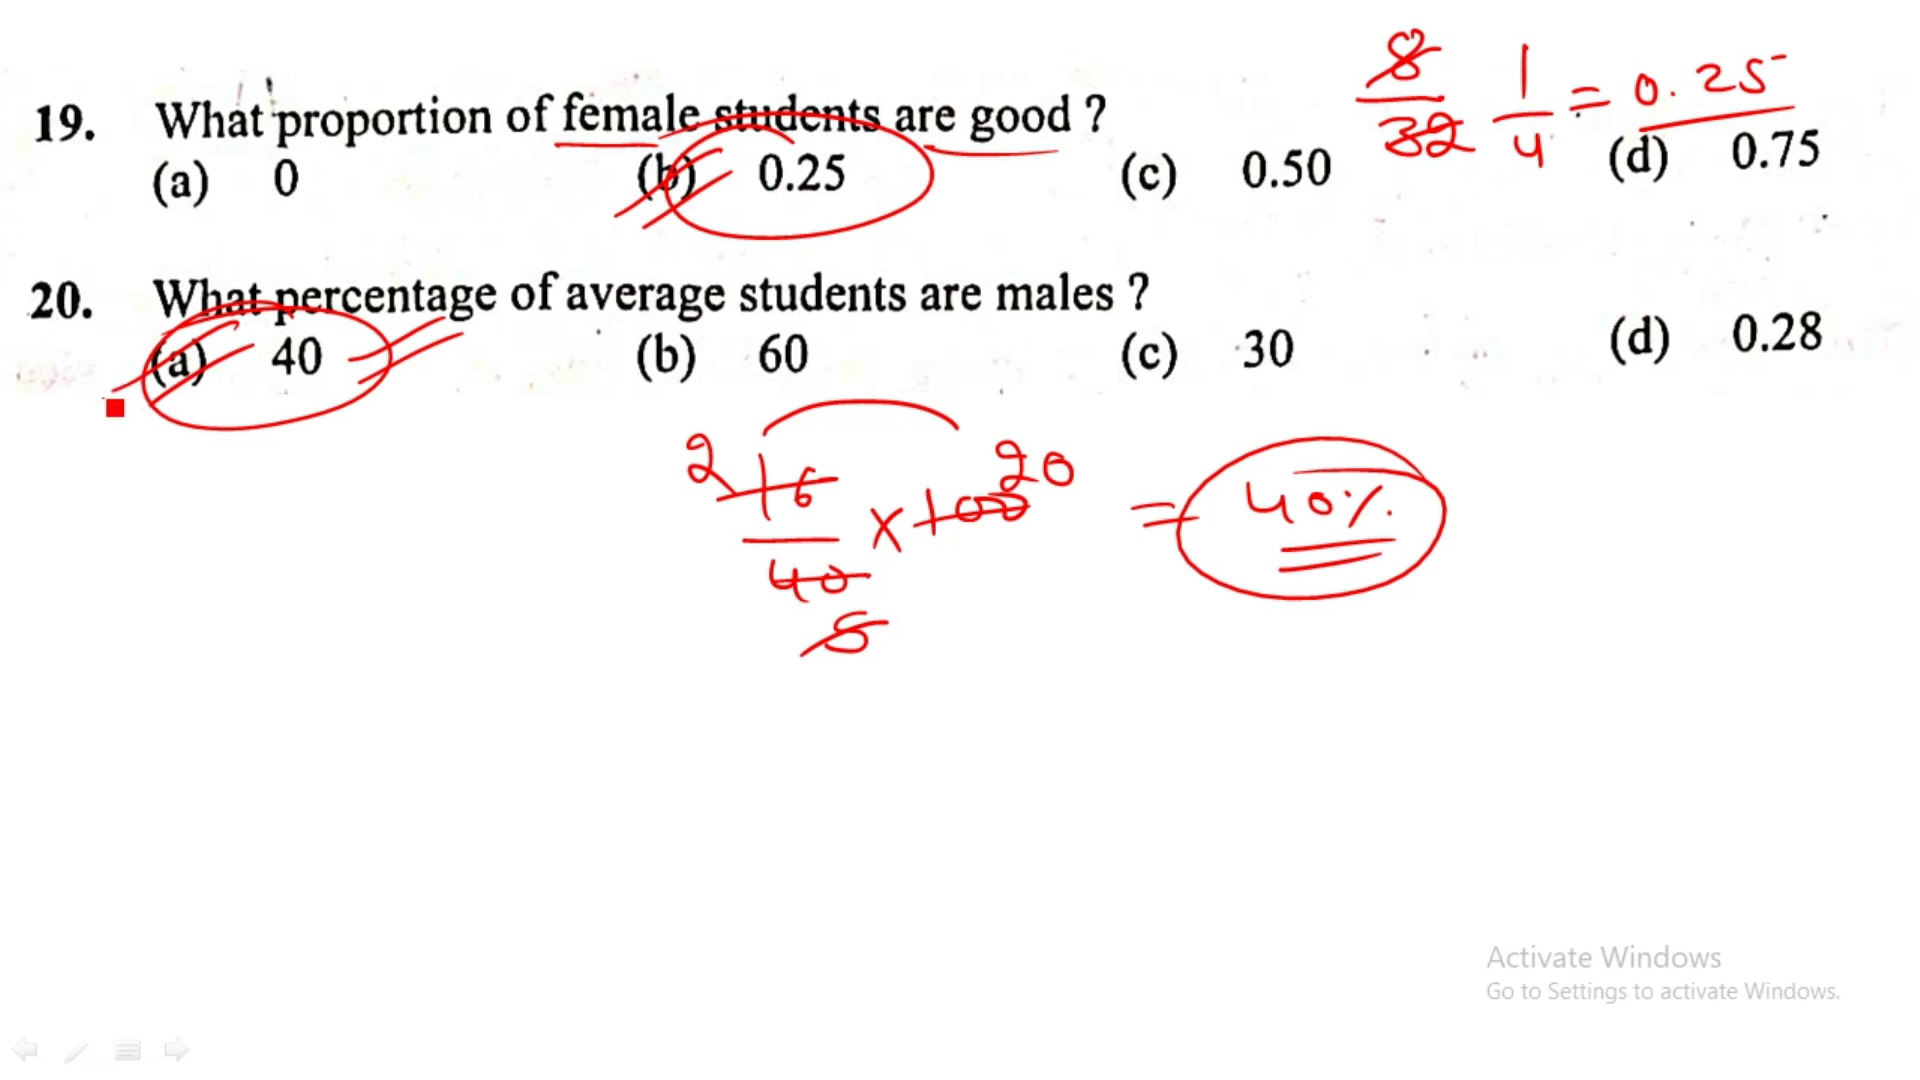 19. What proportion of female students are good ?
(a) 0 (b) 0.25 (c) 0.50 (d) 0.75
8/32 1/4 = 0.25
20. What percentage of average students are males ?
(a) 40 (b) 60 (c) 30 (d) 0.28
2 20
16/40 × 100 = 40%
5
Activate Windows
Go to Settings to activate Windows.